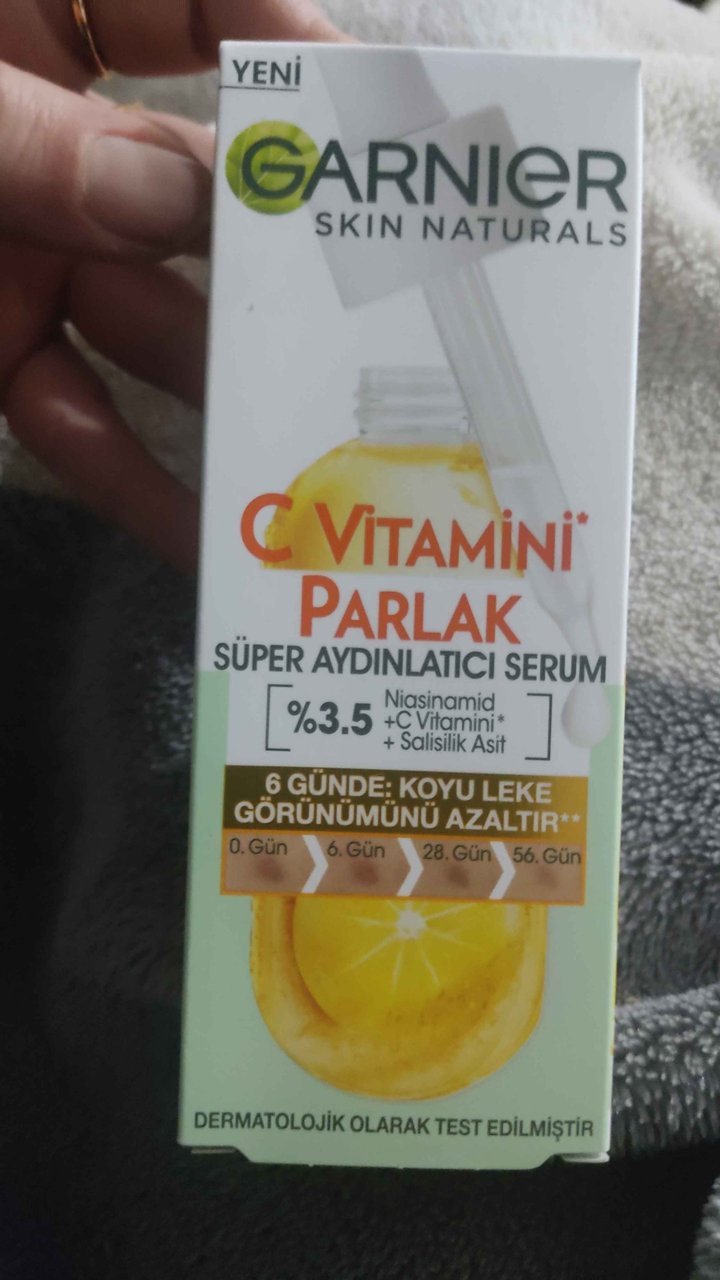 YENİ
GARNIER
SKIN NATURALS
C VİTAMİNİ*
PARLAK
SÜPER AYDINLATICI SERUM
%3.5 Niasinamid
+C Vitamini*
+ Salisilik Asit
6 GÜNDE: KOYU LEKE
GÖRÜNÜMÜNÜ AZALTIR**
0. Gün 6. Gün 28. Gün 56. Gün
DERMATOLOJİK OLARAK TEST EDİLMİŞTİR